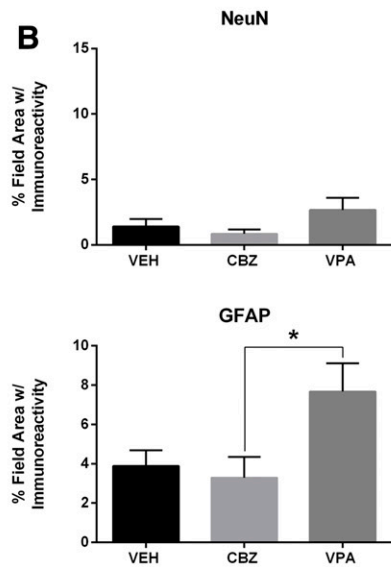 B
NeuN
% Field Area w/
Immunoreactivity
15
10
5
0
VEH CBZ VPA
GFAP
% Field Area w/
Immunoreactivity
10
8
6
4
2
0
*
VEH CBZ VPA